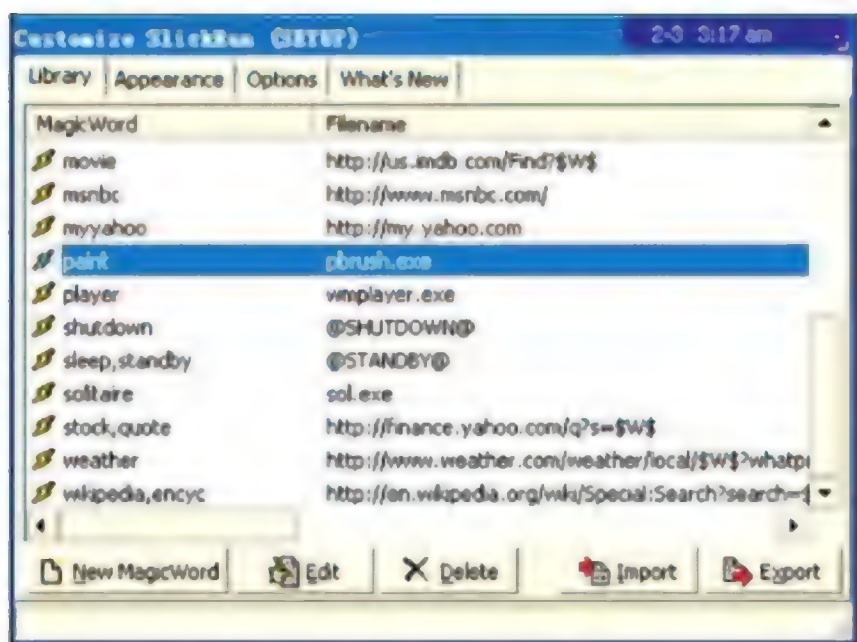 Customize SlickRun (SETUP) 2-3 3:17 am
Library Appearance Options What's New
MagicWord Filename
movie http://us.imdb.com/Find?$W$
msnbc http://www.msnbc.com/
myyahoo http://my.yahoo.com
paint pbrush.exe
player wmplayer.exe
shutdown @SHUTDOWN@
sleep,standby @STANDBY@
solitaire sol.exe
stock,quote http://finance.yahoo.com/q?s=$W$
weather http://www.weather.com/weather/local/$W$?whatpr
wikipedia,encyc http://en.wikipedia.org/wiki/Special:Search?search=$
New MagicWord Edit Delete Import Export